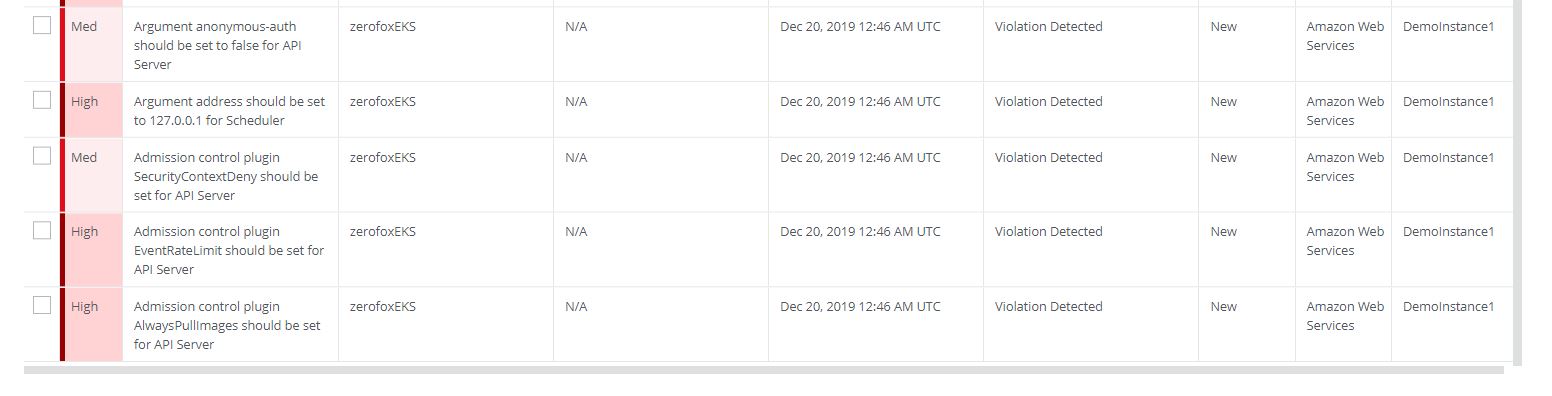 Med Argument anonymous-auth zerofoxEKS N/A Dec 20, 2019 12:46 AM UTC Violation Detected New Amazon Web DemoInstance1
should be set to false for API Services
Server
High Argument address should be set zerofoxEKS N/A Dec 20, 2019 12:46 AM UTC Violation Detected New Amazon Web DemoInstance1
to 127.0.0.1 for Scheduler Services
Med Admission control plugin zerofoxEKS N/A Dec 20, 2019 12:46 AM UTC Violation Detected New Amazon Web DemoInstance1
SecurityContextDeny should be Services
set for API Server
High Admission control plugin zerofoxEKS N/A Dec 20, 2019 12:46 AM UTC Violation Detected New Amazon Web DemoInstance1
EventRateLimit should be set for Services
API Server
High Admission control plugin zerofoxEKS N/A Dec 20, 2019 12:46 AM UTC Violation Detected New Amazon Web DemoInstance1
AlwaysPullImages should be set Services
for API Server